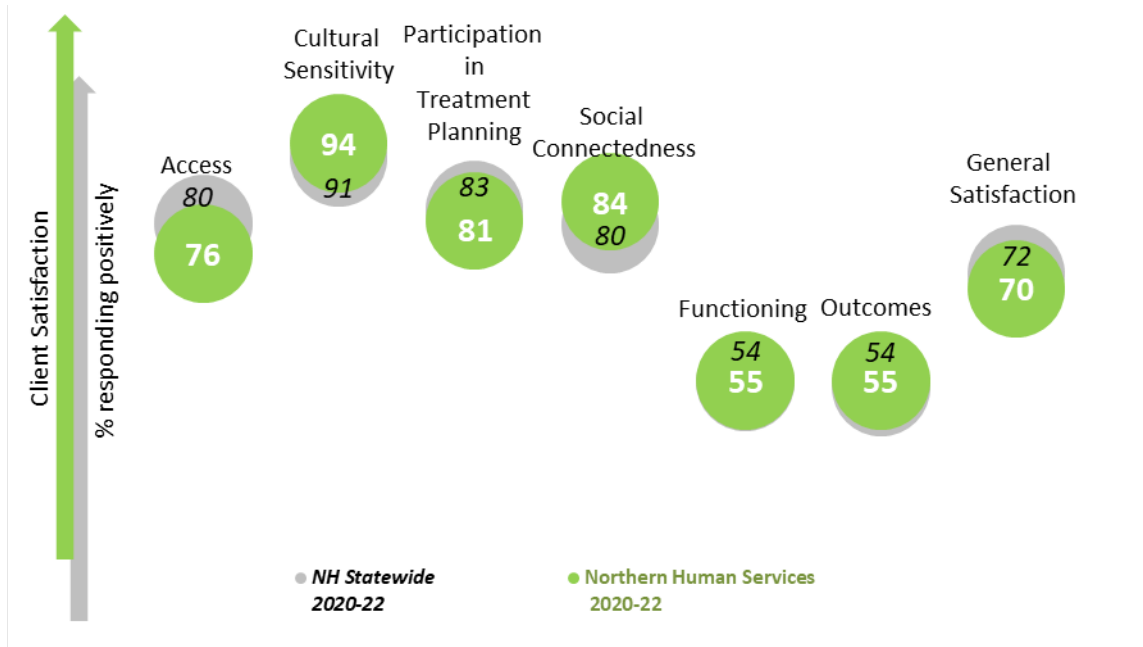 Client Satisfaction
% responding positively
Access
80
76
Cultural
Sensitivity
94
91
Participation
in
Treatment
Planning
83
81
Social
Connectedness
84
80
Functioning
54
55
Outcomes
54
55
General
Satisfaction
72
70
NH Statewide
2020-22
Northern Human Services
2020-22